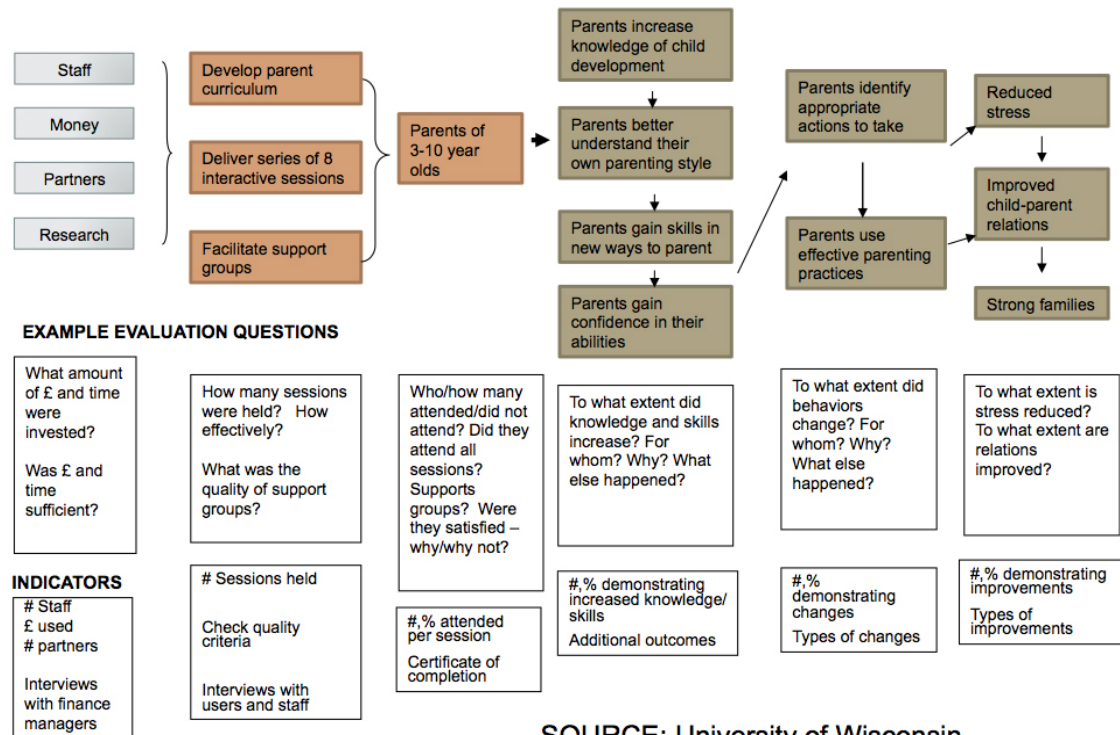 Staff
Money
Partners
Research
Develop parent
curriculum
Deliver series of 8
interactive sessions
Facilitate support
groups
Parents of
3-10 year
olds
Parents increase
knowledge of child
development
Parents better
understand their
own parenting style
Parents gain skills in
new ways to parent
Parents gain
confidence in their
abilities
Parents identify
appropriate
actions to take
Parents use
effective parenting
practices
Reduced
stress
Improved
child-parent
relations
Strong families
EXAMPLE EVALUATION QUESTIONS
What amount
of £ and time
were
invested?
Was £ and
time
sufficient?
How many sessions
were held? How
effectively?
What was the
quality of support
groups?
Who/how many
attended/did not
attend? Did they
attend all
sessions?
Supports
groups? Were
they satisfied –
why/why not?
To what extent did
knowledge and skills
increase? For
whom? Why? What
else happened?
To what extent did
behaviors
change? For
whom? Why?
What else
happened?
To what extent is
stress reduced?
To what extent are
relations
improved?
INDICATORS
# Staff
£ used
# partners
Interviews
with finance
managers
# Sessions held
Check quality
criteria
Interviews with
users and staff
#,% attended
per session
Certificate of
completion
#,% demonstrating
increased knowledge/
skills
Additional outcomes
#,%
demonstrating
changes
Types of changes
#,% demonstrating
improvements
Types of
improvements
SOURCE: University of Wisconsin